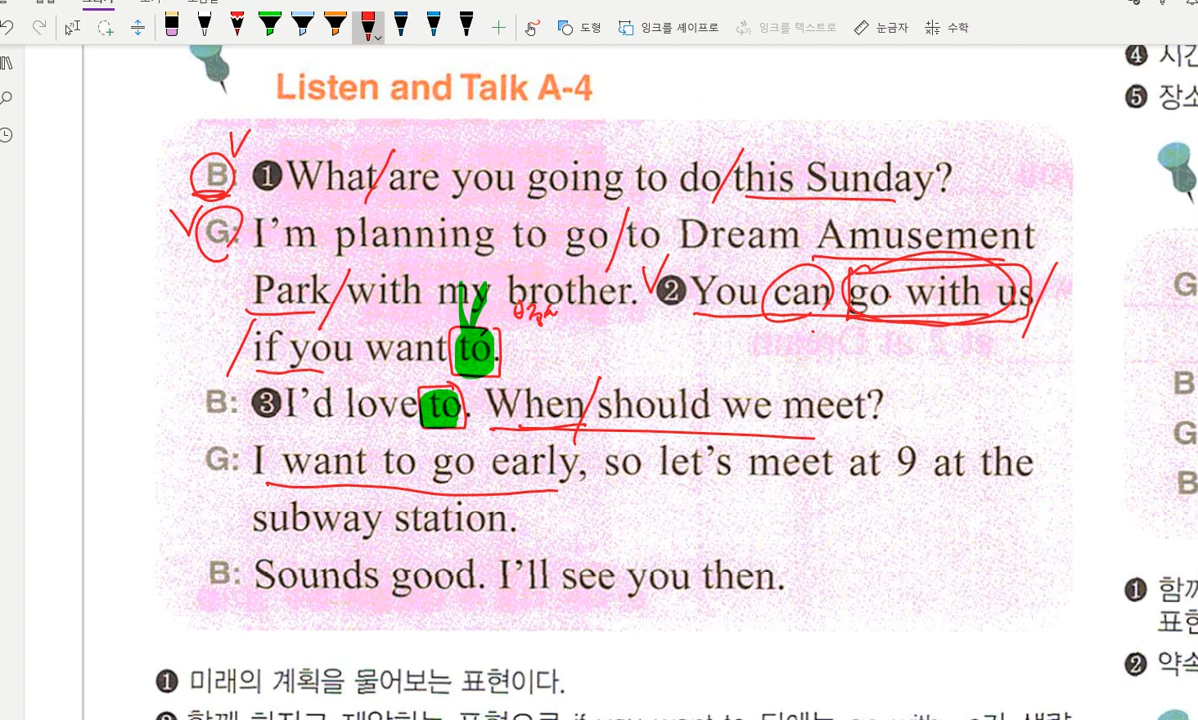 도형
잉크를 셰이프로
잉크를 텍스트로
눈금자
수학
Listen and Talk A-4
B: ❶What are you going to do this Sunday?
G: I'm planning to go to Dream Amusement
Park with my brother. ❷You can go with us
if you want to.
B: ❸I'd love to. When should we meet?
G: I want to go early, so let's meet at 9 at the
subway station.
B: Sounds good. I'll see you then.
❶ 미래의 계획을 물어보는 표현이다.
❹ 시간
❺ 장소
G
B
G
B
❶ 함께
표현
❷ 약속